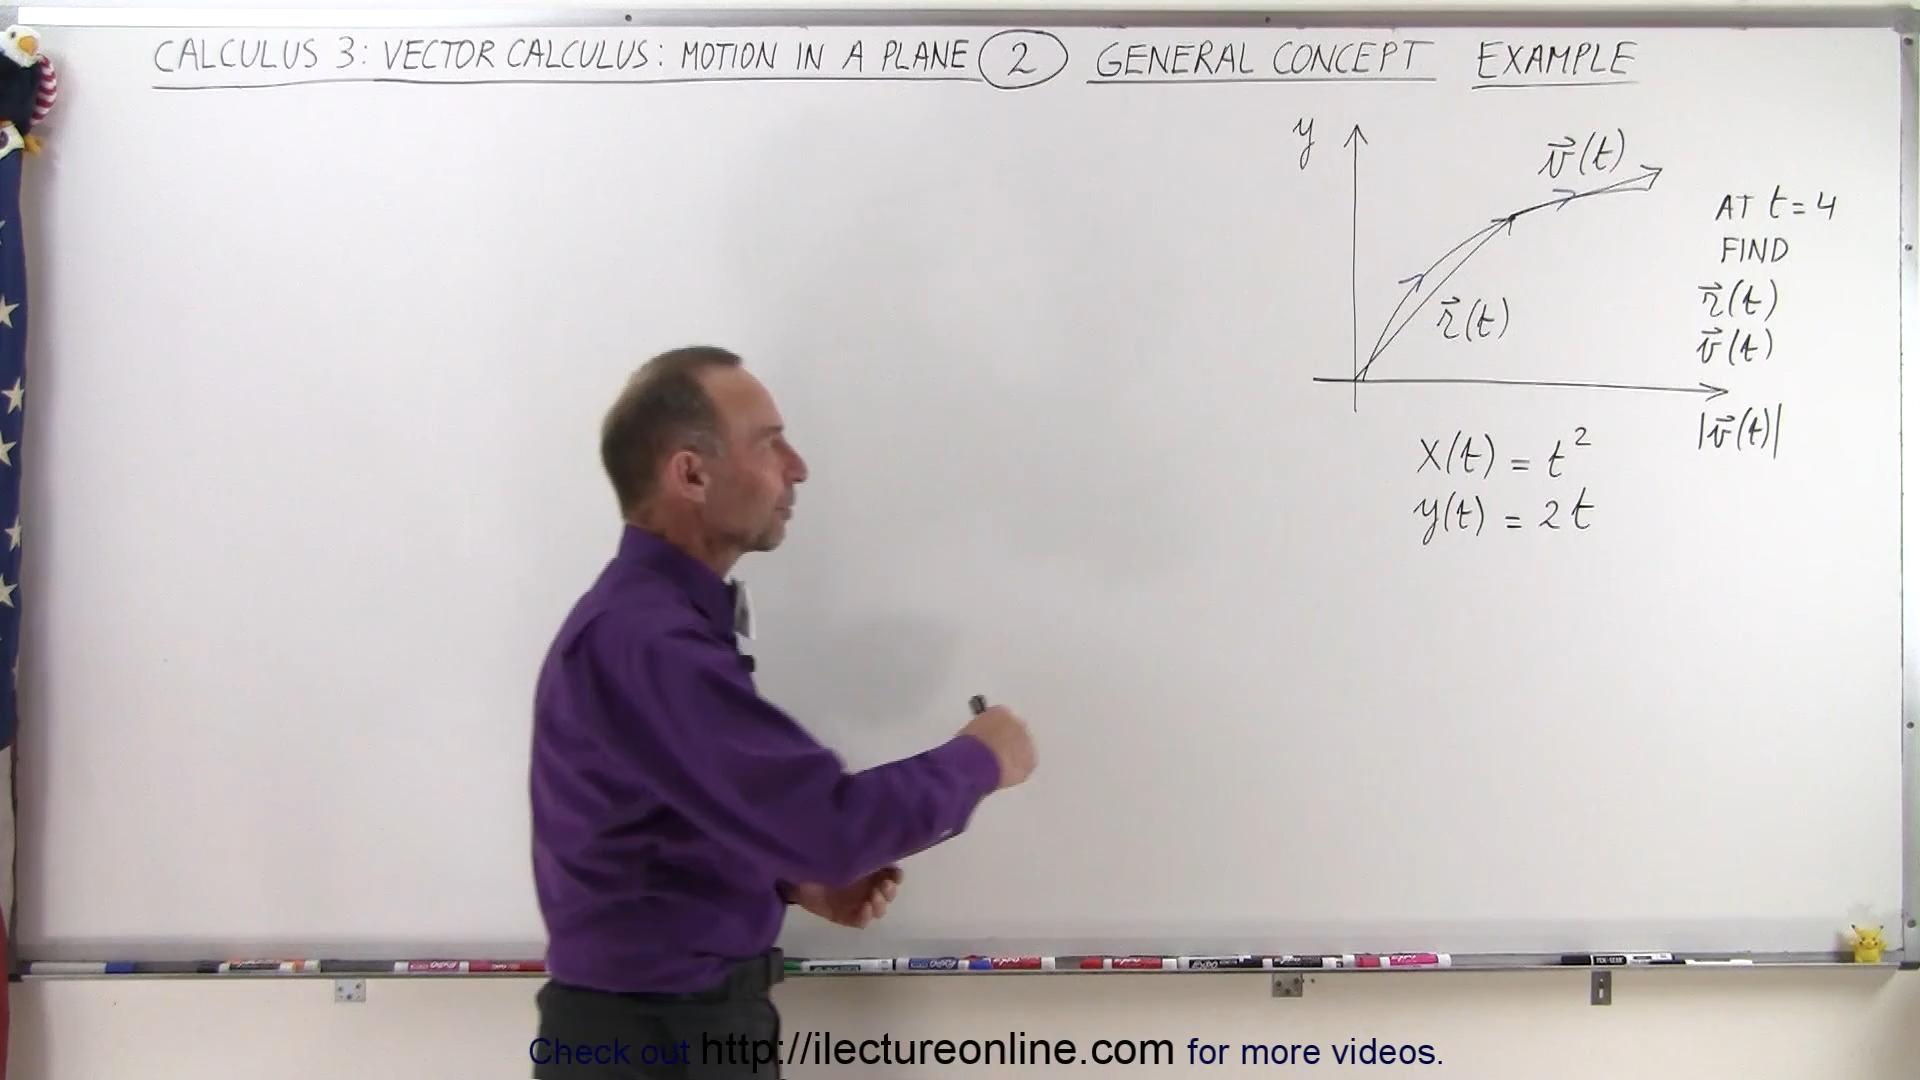 CALCULUS 3: VECTOR CALCULUS: MOTION IN A PLANE 2 GENERAL CONCEPT EXAMPLE
y
v⃗(t)
r⃗(t)
AT t = 4
FIND
r⃗(t)
v⃗(t)
|v⃗(t)|
x(t) = t²
y(t) = 2t
Check out http://ilectureonline.com for more videos.